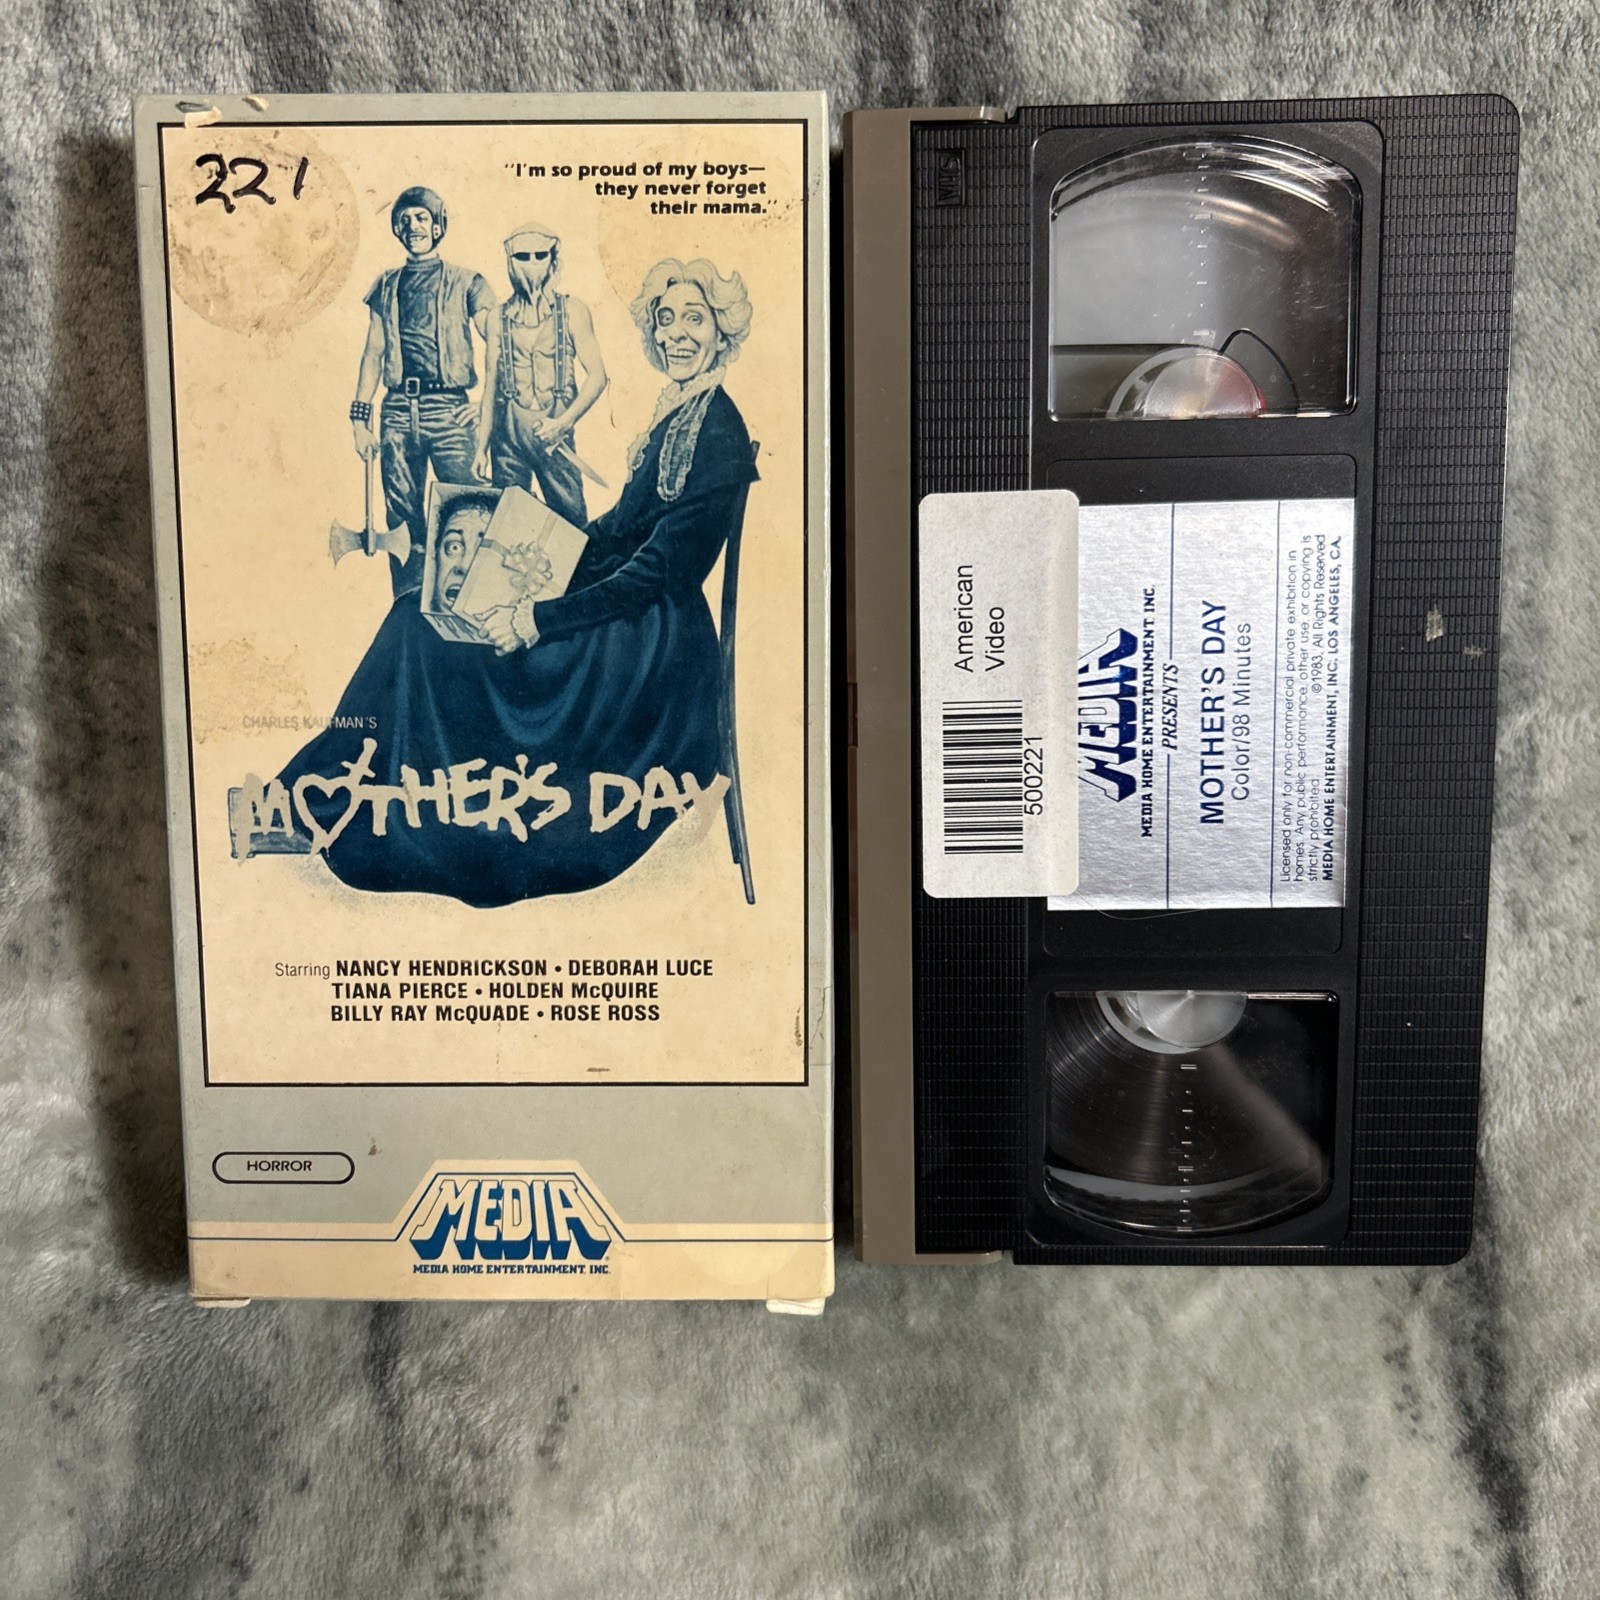 221
"I'm so proud of my boys—
they never forget
their mama."
CHARLES KAUFMAN'S
MOTHER'S DAY
Starring NANCY HENDRICKSON • DEBORAH LUCE
TIANA PIERCE • HOLDEN McQUIRE
BILLY RAY McQUADE • ROSE ROSS
HORROR
MEDIA
MEDIA HOME ENTERTAINMENT, INC.
VHS
American
Video
500221
MEDIA
MEDIA HOME ENTERTAINMENT, INC.
PRESENTS
MOTHER'S DAY
Color/98 Minutes
Licensed only for non-commercial private exhibition in
homes. Any public performance, other use, or copying is
strictly prohibited. ©1983, All Rights Reserved
MEDIA HOME ENTERTAINMENT, INC. LOS ANGELES, CA.